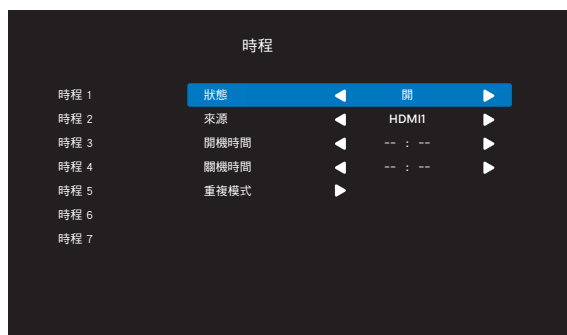 時程
時程 1 狀態 開
時程 2 來源 HDMI1
時程 3 開機時間 -- : --
時程 4 關機時間 -- : --
時程 5 重複模式
時程 6
時程 7